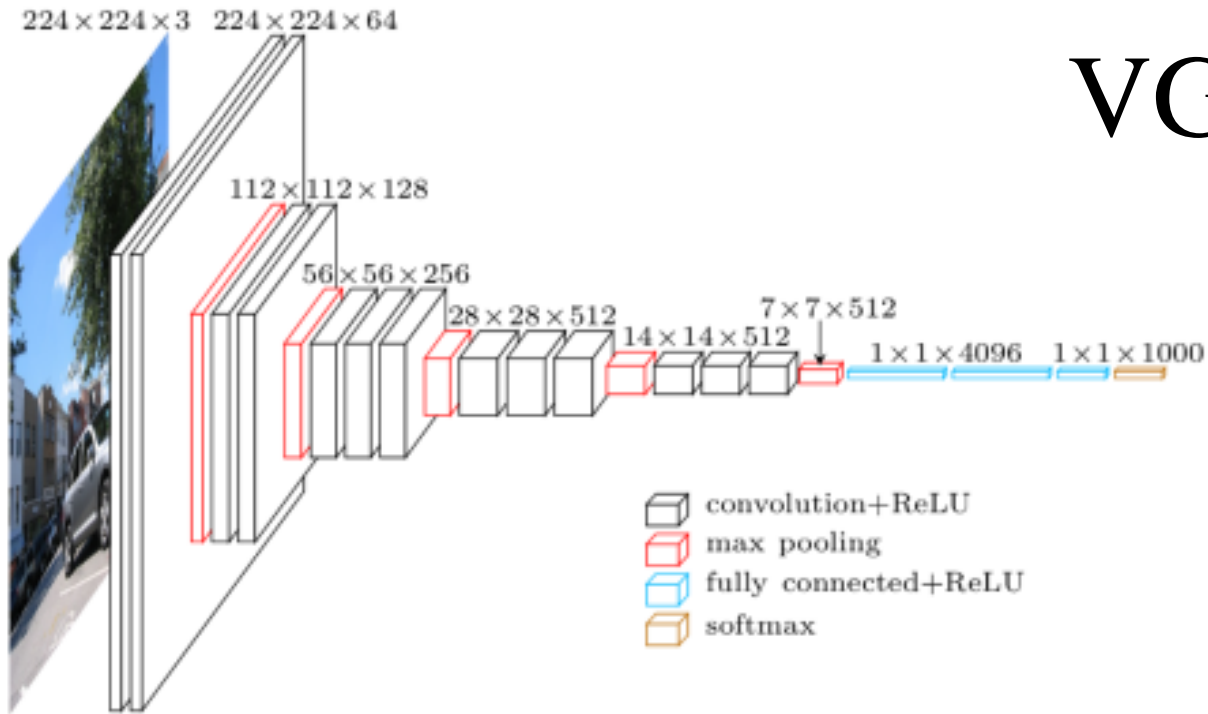 224×224×3
224×224×64
VG
112×112×128
56×56×256
28×28×512
14×14×512
7×7×512
1×1×4096
1×1×1000
convolution+ReLU
max pooling
fully connected+ReLU
softmax